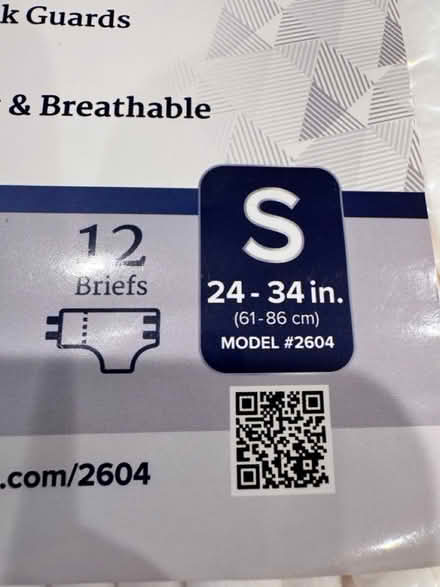 k Guards
& Breathable
S
12
Briefs
24 - 34 in.
(61-86 cm)
MODEL #2604
.com/2604